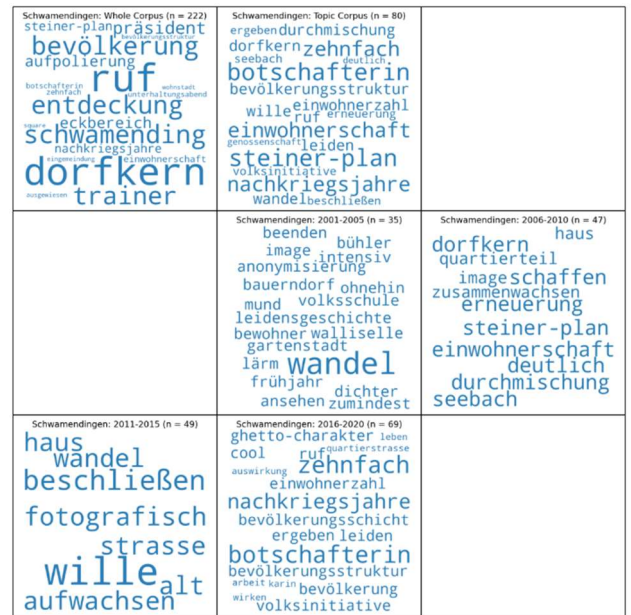 Schwamendingen: Whole Corpus (n = 222)
steiner-plan präsident
bevölkerungsstruktur
bevölkerung
aufpolierung
ruf
botschafterin wohnstadt
zehnfach unterhaltungsabend
entdeckung
eckbereich
square
schwamending
nachkriegsjahre
eingemeindung einwohnerschaft
dorfkern
ausgewiesen trainer
Schwamendingen: Topic Corpus (n = 80)
ergeben durchmischung
dorfkern zehnfach
seebach deutlich
botschafterin
bevölkerungsstruktur
wille einwohnerzahl
ruf erneuerung
einwohnerschaft
genossenschaft leiden
steiner-plan
volksinitiative
nachkriegsjahre
wandel beschließen
Schwamendingen: 2001-2005 (n = 35)
beenden
bühler
image intensiv
anonymisierung
bauerndorf ohnehin
mund volksschule
leidensgeschichte
bewohner walliselle
gartenstadt
lärm wandel
frühjahr
dichter
ansehen zumindest
Schwamendingen: 2006-2010 (n = 47)
haus
dorfkern
quartierteil
image schaffen
zusammenwachsen
erneuerung
steiner-plan
einwohnerschaft
deutlich
durchmischung
seebach
Schwamendingen: 2011-2015 (n = 49)
haus
wandel
beschließen
fotografisch
strasse
wille
alt
aufwachsen
Schwamendingen: 2016-2020 (n = 69)
ghetto-charakter leben
cool ruf quartierstrasse
zehnfach
auswirkung
einwohnerzahl
nachkriegsjahre
bevölkerungsschicht
ergeben leiden
botschafterin
bevölkerungsstruktur
arbeit karin bevölkerung
wirken
volksinitiative